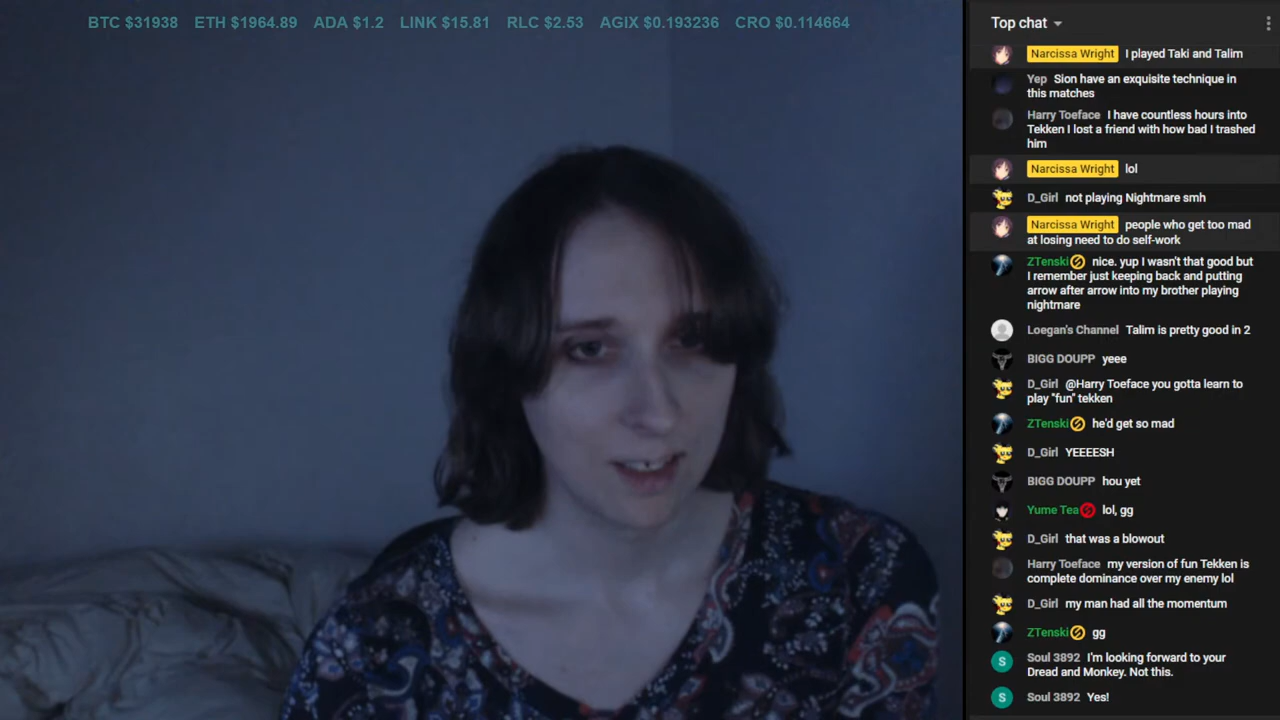 BTC $31938 ETH $1964.89 ADA $1.2 LINK $15.81 RLC $2.53 AGIX $0.193236 CRO $0.114664
Top chat
Narcissa Wright I played Taki and Talim
Yep Sion have an exquisite technique in
this matches
Harry Toeface I have countless hours into
Tekken I lost a friend with how bad I trashed
him
Narcissa Wright lol
D_Girl not playing Nightmare smh
Narcissa Wright people who get too mad
at losing need to do self-work
ZTenski nice. yup I wasn't that good but
I remember just keeping back and putting
arrow after arrow into my brother playing
nightmare
Loegan's Channel Talim is pretty good in 2
BIGG DOUPP yeee
D_Girl @Harry Toeface you gotta learn to
play "fun" tekken
ZTenski he'd get so mad
D_Girl YEEEESH
BIGG DOUPP hou yet
Yume Tea lol, gg
D_Girl that was a blowout
Harry Toeface my version of fun Tekken is
complete dominance over my enemy lol
D_Girl my man had all the momentum
ZTenski gg
S Soul 3892 I'm looking forward to your
Dread and Monkey. Not this.
S Soul 3892 Yes!